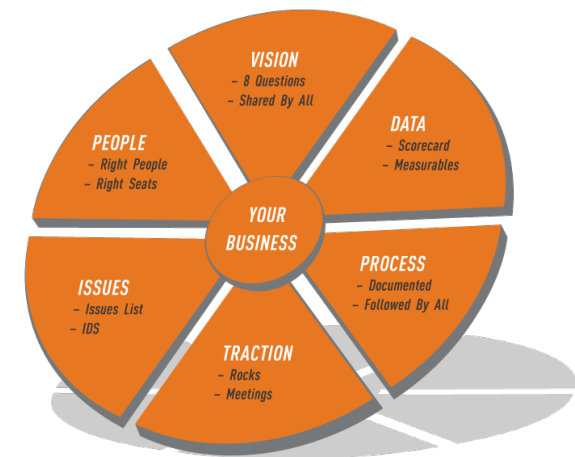 VISION
– 8 Questions
– Shared By All
DATA
– Scorecard
– Measurables
PEOPLE
– Right People
– Right Seats
YOUR
BUSINESS
PROCESS
– Documented
– Followed By All
ISSUES
– Issues List
– IDS
TRACTION
– Rocks
– Meetings